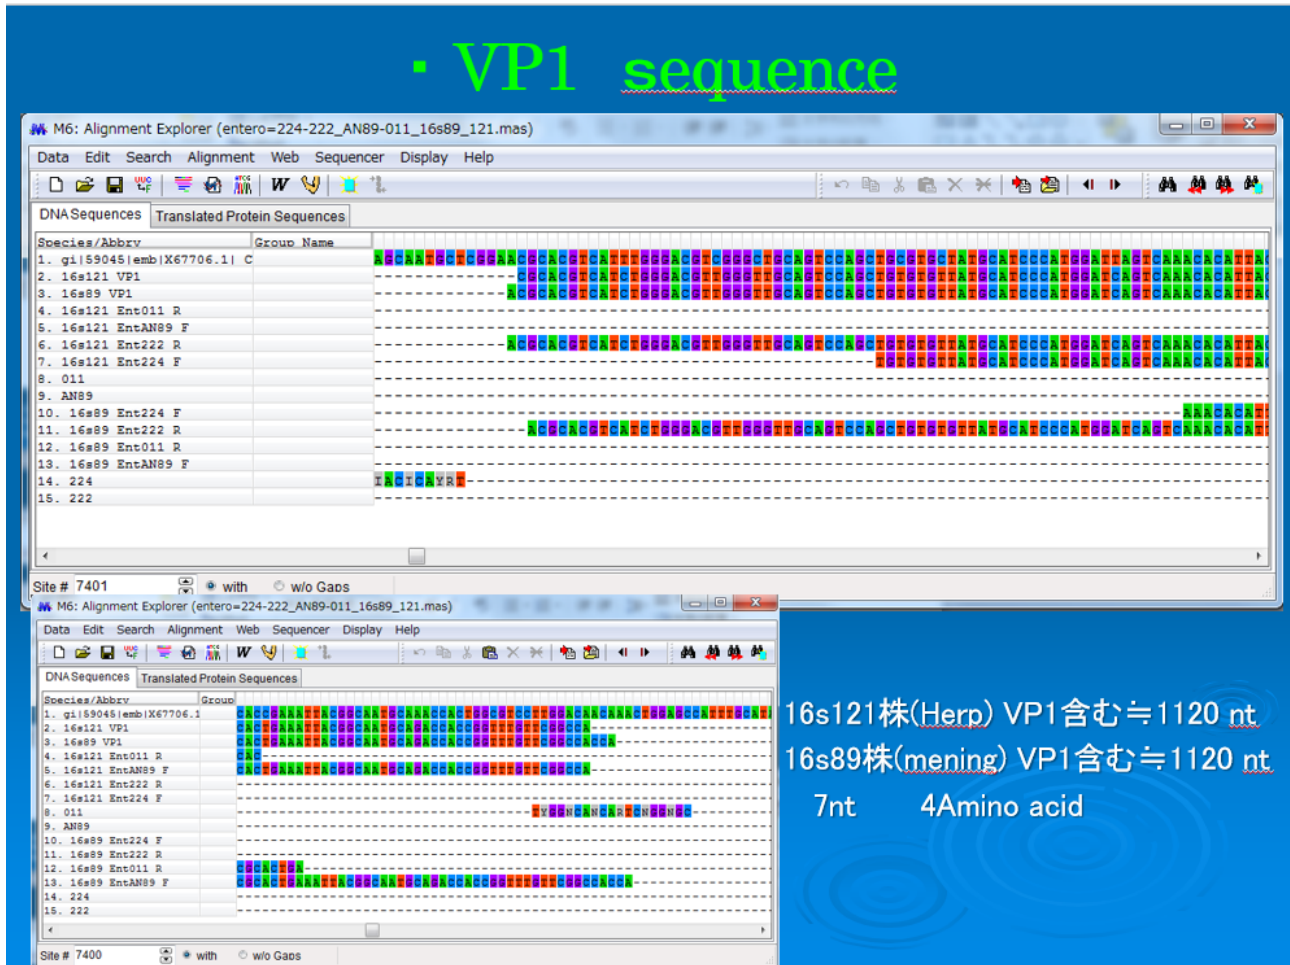 ・VP1 sequence
M6: Alignment Explorer (entero=224-222_AN89-011_16s89_121.mas)
Data Edit Search Alignment Web Sequencer Display Help
W
DNA Sequences Translated Protein Sequences
Species/Abbrv Group Name
1. gi|59045|emb|X67706.1| C
2. 16s121 VP1
3. 16s89 VP1
4. 16s121 Ent011 R
5. 16s121 EntAN89 F
6. 16s121 Ent222 R
7. 16s121 Ent224 F
8. 011
9. AN89
10. 16s89 Ent224 F
11. 16s89 Ent222 R
12. 16s89 Ent011 R
13. 16s89 EntAN89 F
14. 224 IACICAYRT
15. 222
Site # 7401 with w/o Gaps
M6: Alignment Explorer (entero=224-222_AN89-011_16s89_121.mas)
Data Edit Search Alignment Web Sequencer Display Help
W
DNA Sequences Translated Protein Sequences
Species/Abbrv Group
1. gi|59045|emb|X67706.1
2. 16s121 VP1
3. 16s89 VP1
4. 16s121 Ent011 R CAC
5. 16s121 EntAN89 F
6. 16s121 Ent222 R
7. 16s121 Ent224 F
8. 011 TYGGNCANCARTCNGGNGC
9. AN89
10. 16s89 Ent224 F
11. 16s89 Ent222 R
12. 16s89 Ent011 R CGCACTGA
13. 16s89 EntAN89 F
14. 224
15. 222
Site # 7400 with w/o Gaps
16s121株(Herp) VP1含む≒1120 nt
16s89株(mening) VP1含む≒1120 nt
7nt 4Amino acid